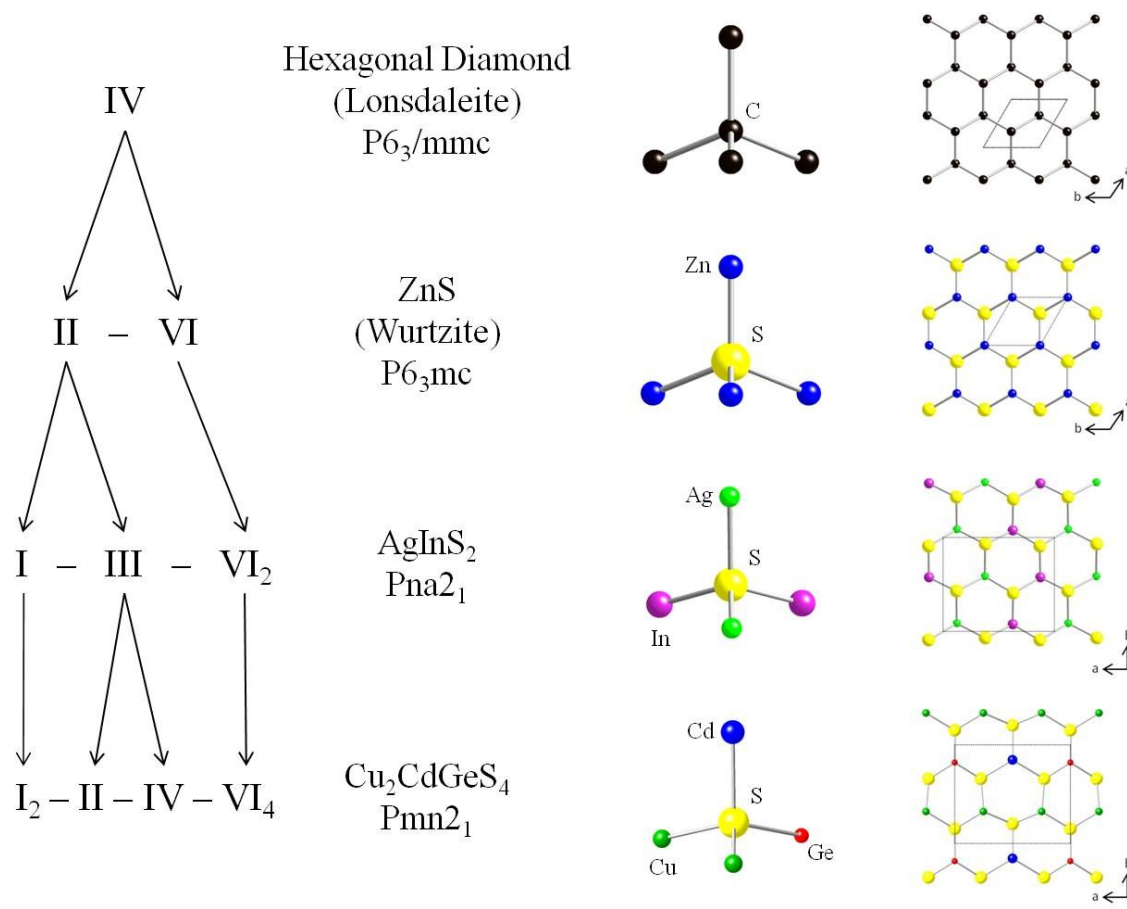 IV
Hexagonal Diamond
(Lonsdaleite)
P6₃/mmc
C
b
a
II – VI
ZnS
(Wurtzite)
P6₃mc
Zn
S
b
a
I – III – VI₂
AgInS₂
Pna2₁
Ag
S
In
a
b
I₂ – II – IV – VI₄
Cu₂CdGeS₄
Pmn2₁
Cd
S
Cu
Ge
a